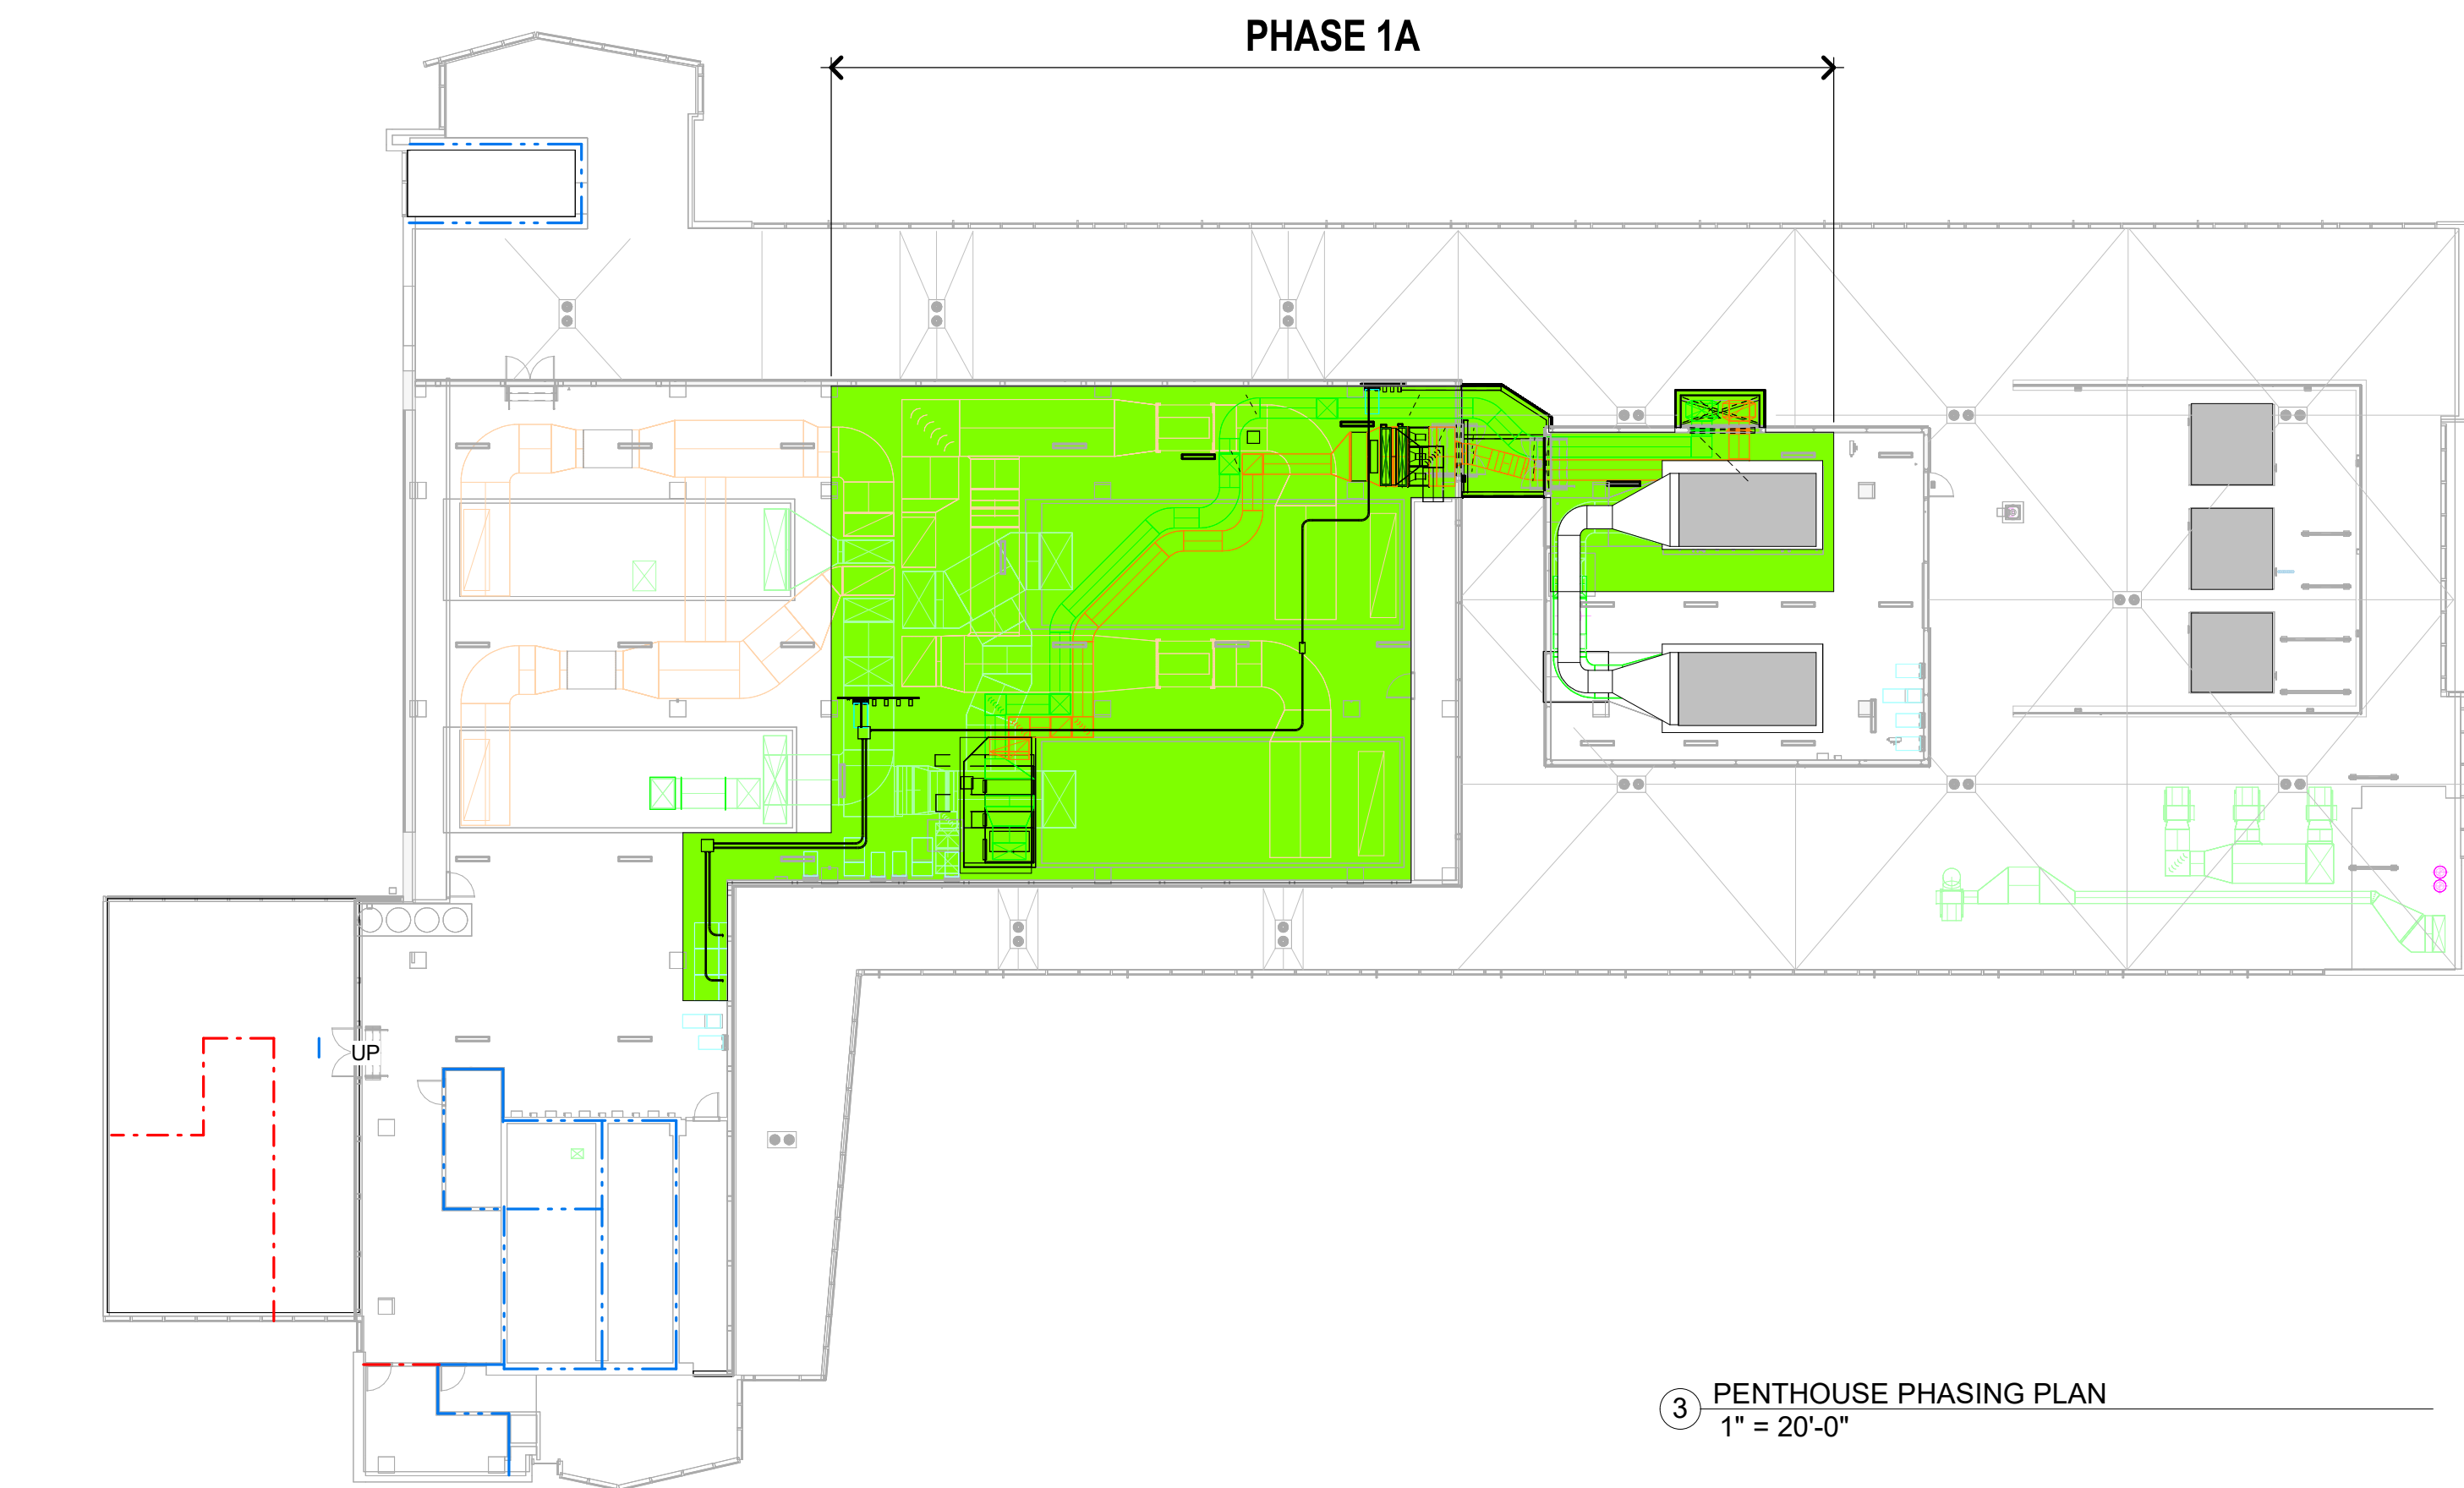 PHASE 1A
UP
3
PENTHOUSE PHASING PLAN
1" = 20'-0"